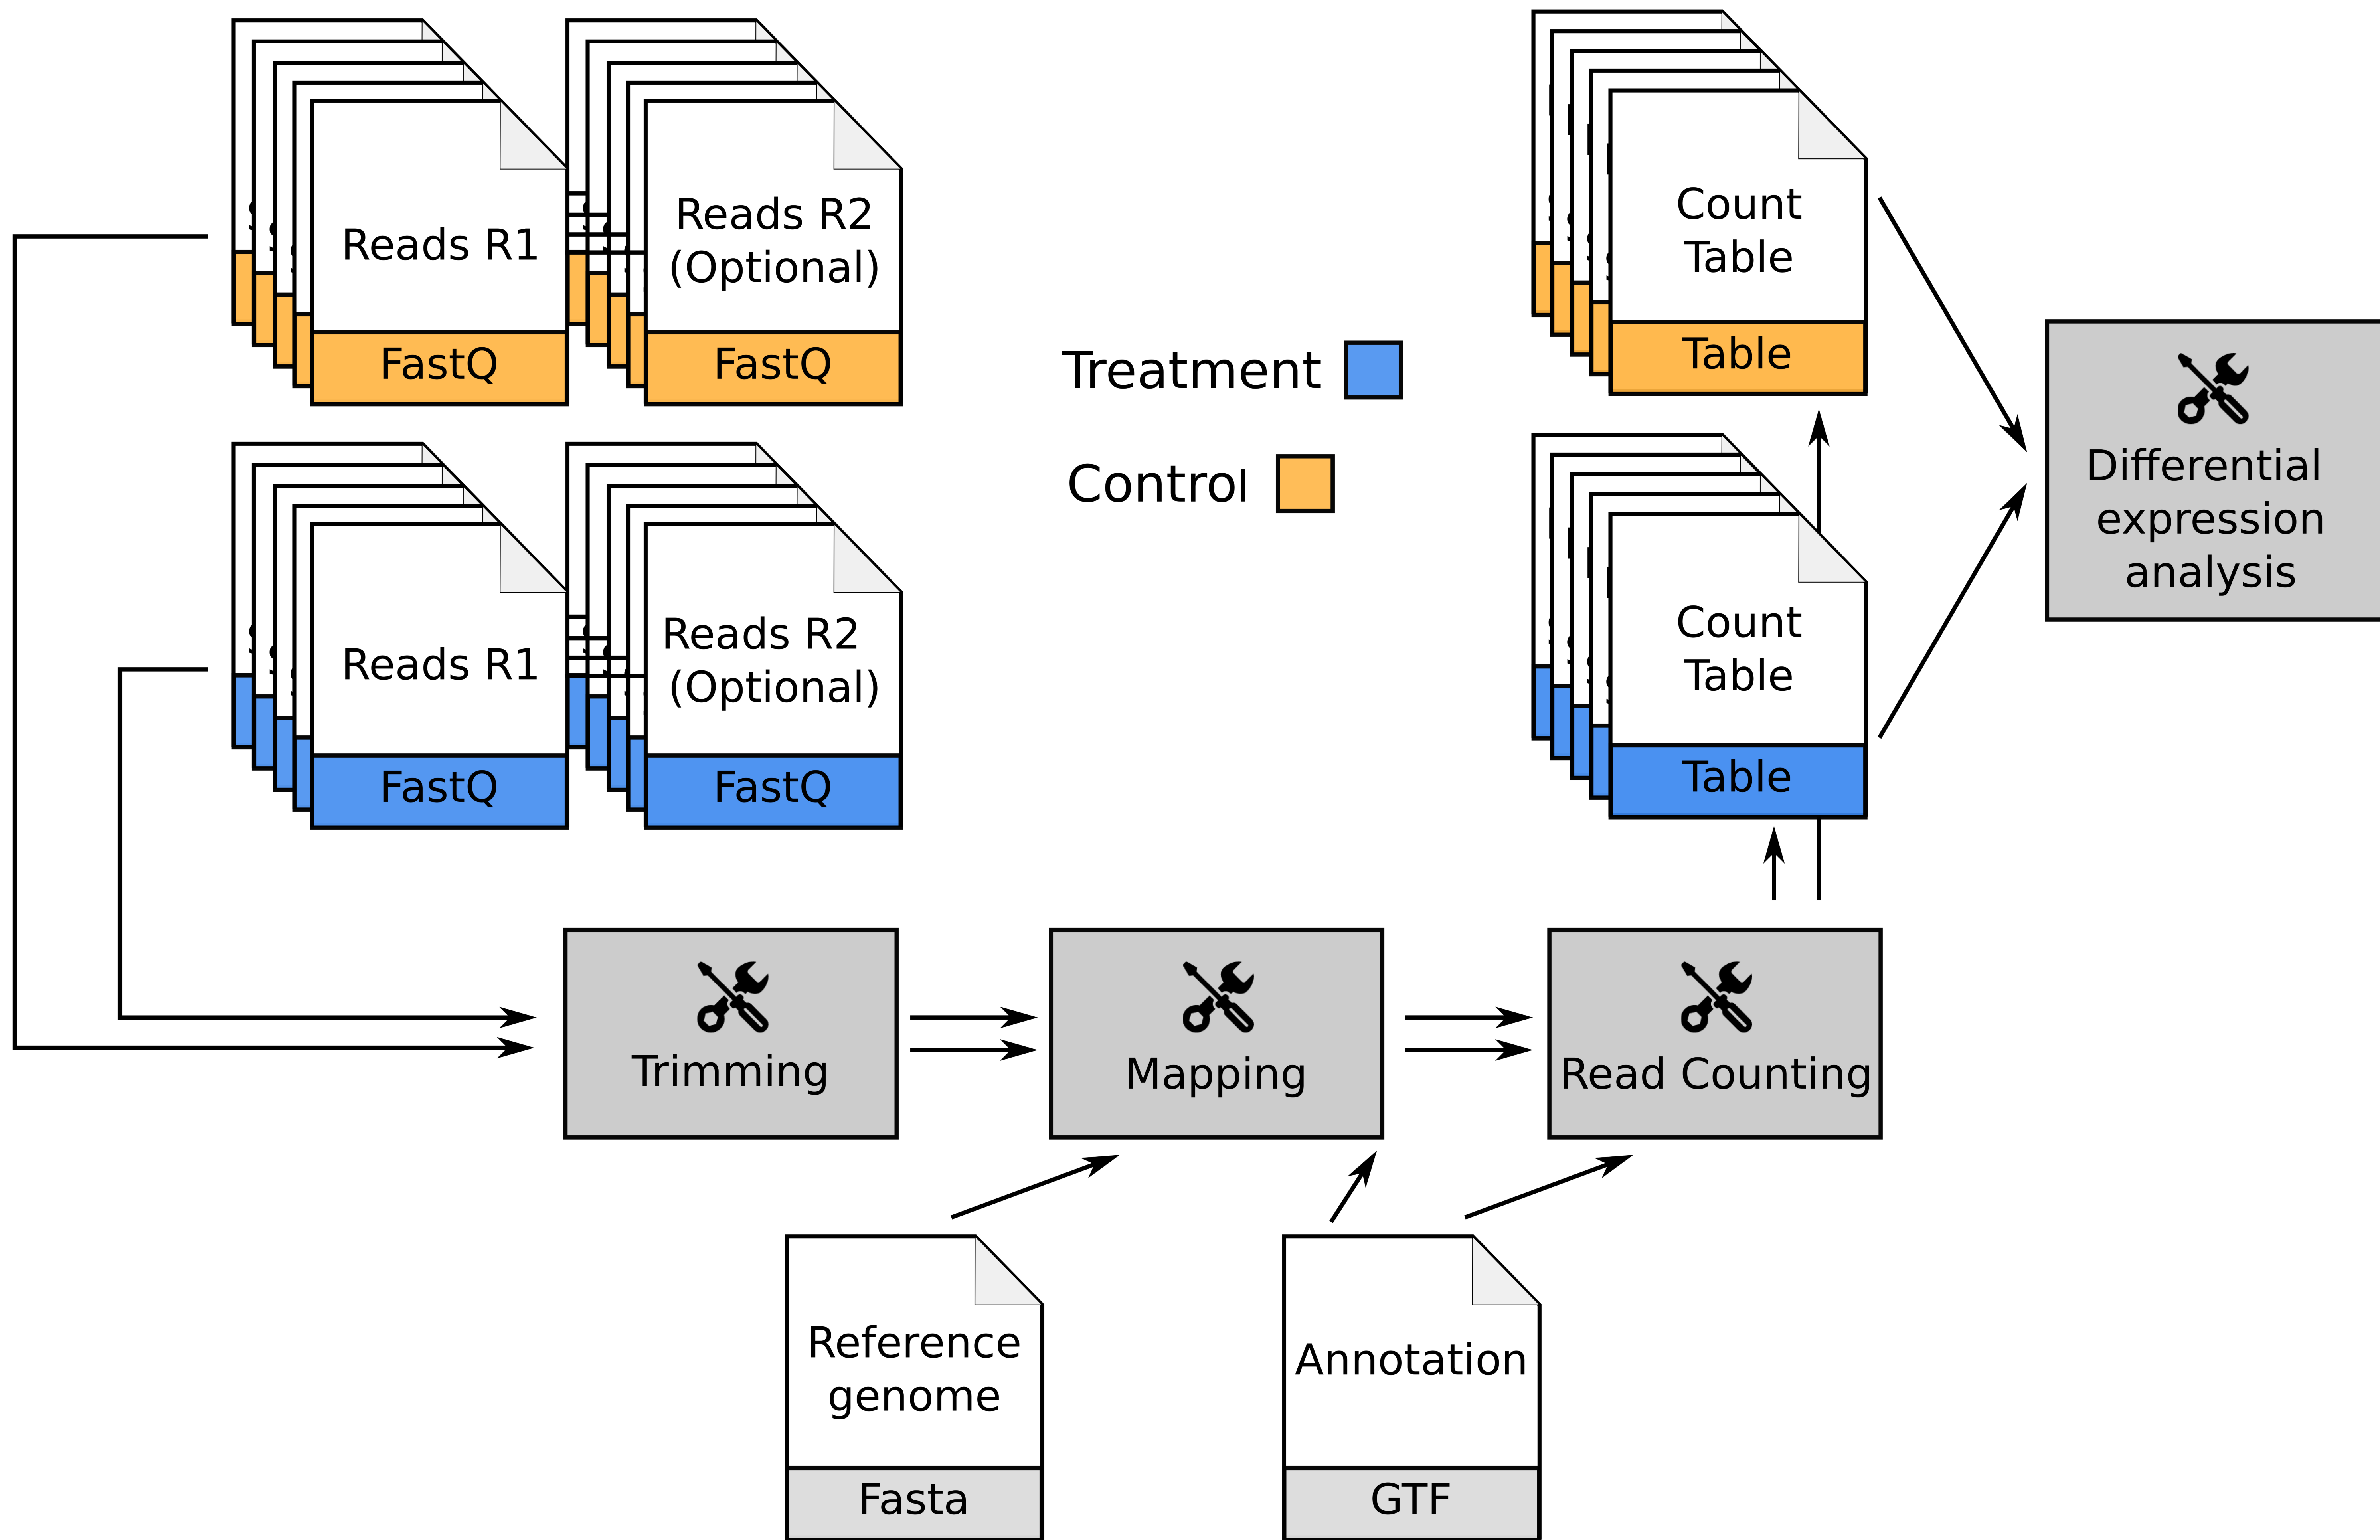 Reads R1
FastQ
Reads R2
(Optional)
FastQ
Reads R1
FastQ
Reads R2
(Optional)
FastQ
Treatment
Control
Count
Table
Table
Count
Table
Table
Differential
expression
analysis
Trimming
Mapping
Read Counting
Reference
genome
Fasta
Annotation
GTF